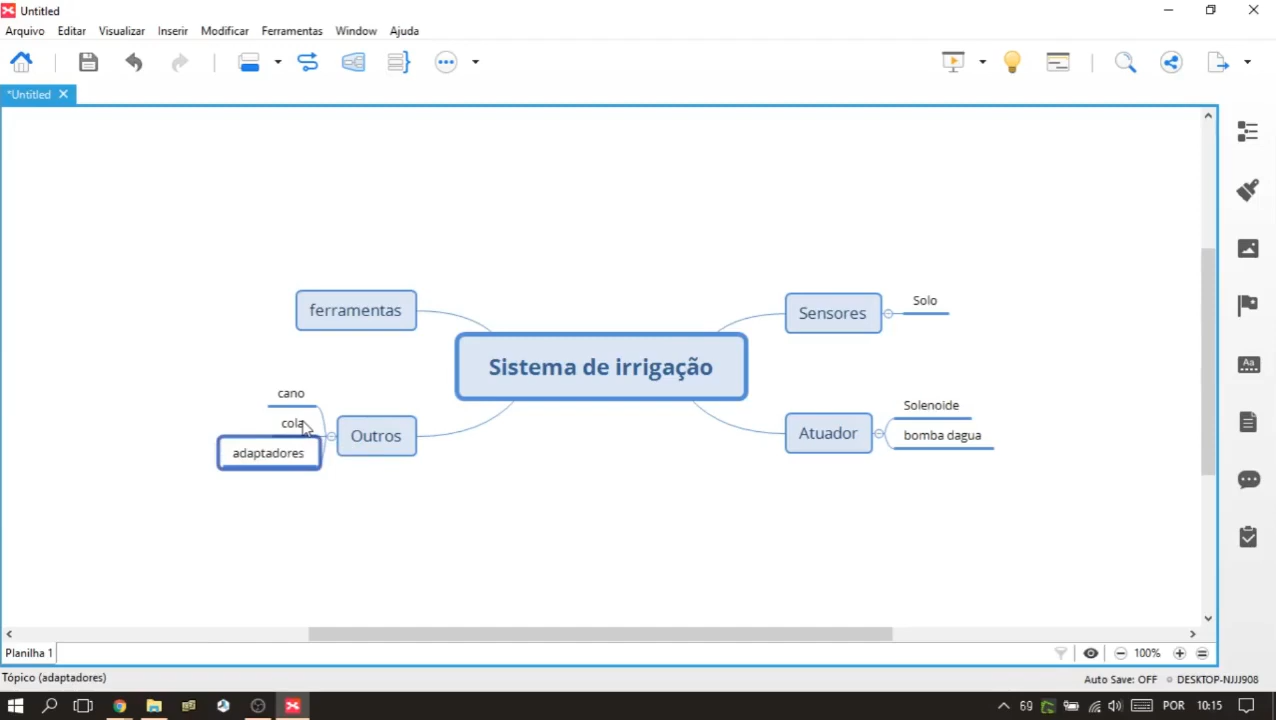 Untitled
Arquivo Editar Visualizar Inserir Modificar Ferramentas Window Ajuda
*Untitled
ferramentas
Sensores
Solo
Sistema de irrigação
cano
cola
adaptadores
Outros
Atuador
Solenoide
bomba dagua
Planilha 1
100%
Tópico (adaptadores)
Auto Save: OFF
DESKTOP-NJJJ908
69
POR
10:15
Aa